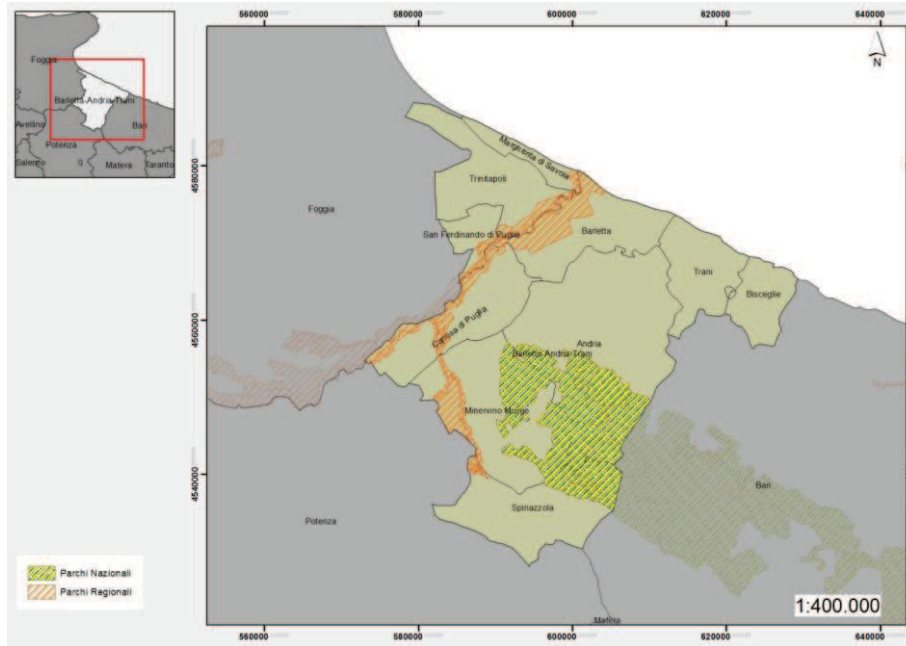 Foggia
Barletta-Andria-Trani
Bari
Avellino
Potenza
Salerno
Matera
Taranto
560000
580000
600000
620000
640000
N
4580000
4560000
4540000
Margherita di Savoia
Trinitapoli
Foggia
San Ferdinando di Puglia
Barletta
Trani
Bisceglie
Canosa di Puglia
Andria
Barletta-Andria-Trani
Minervino Murge
Bari
Spinazzola
Potenza
Matera
Parchi Nazionali
Parchi Regionali
1:400.000
560000
580000
600000
620000
640000